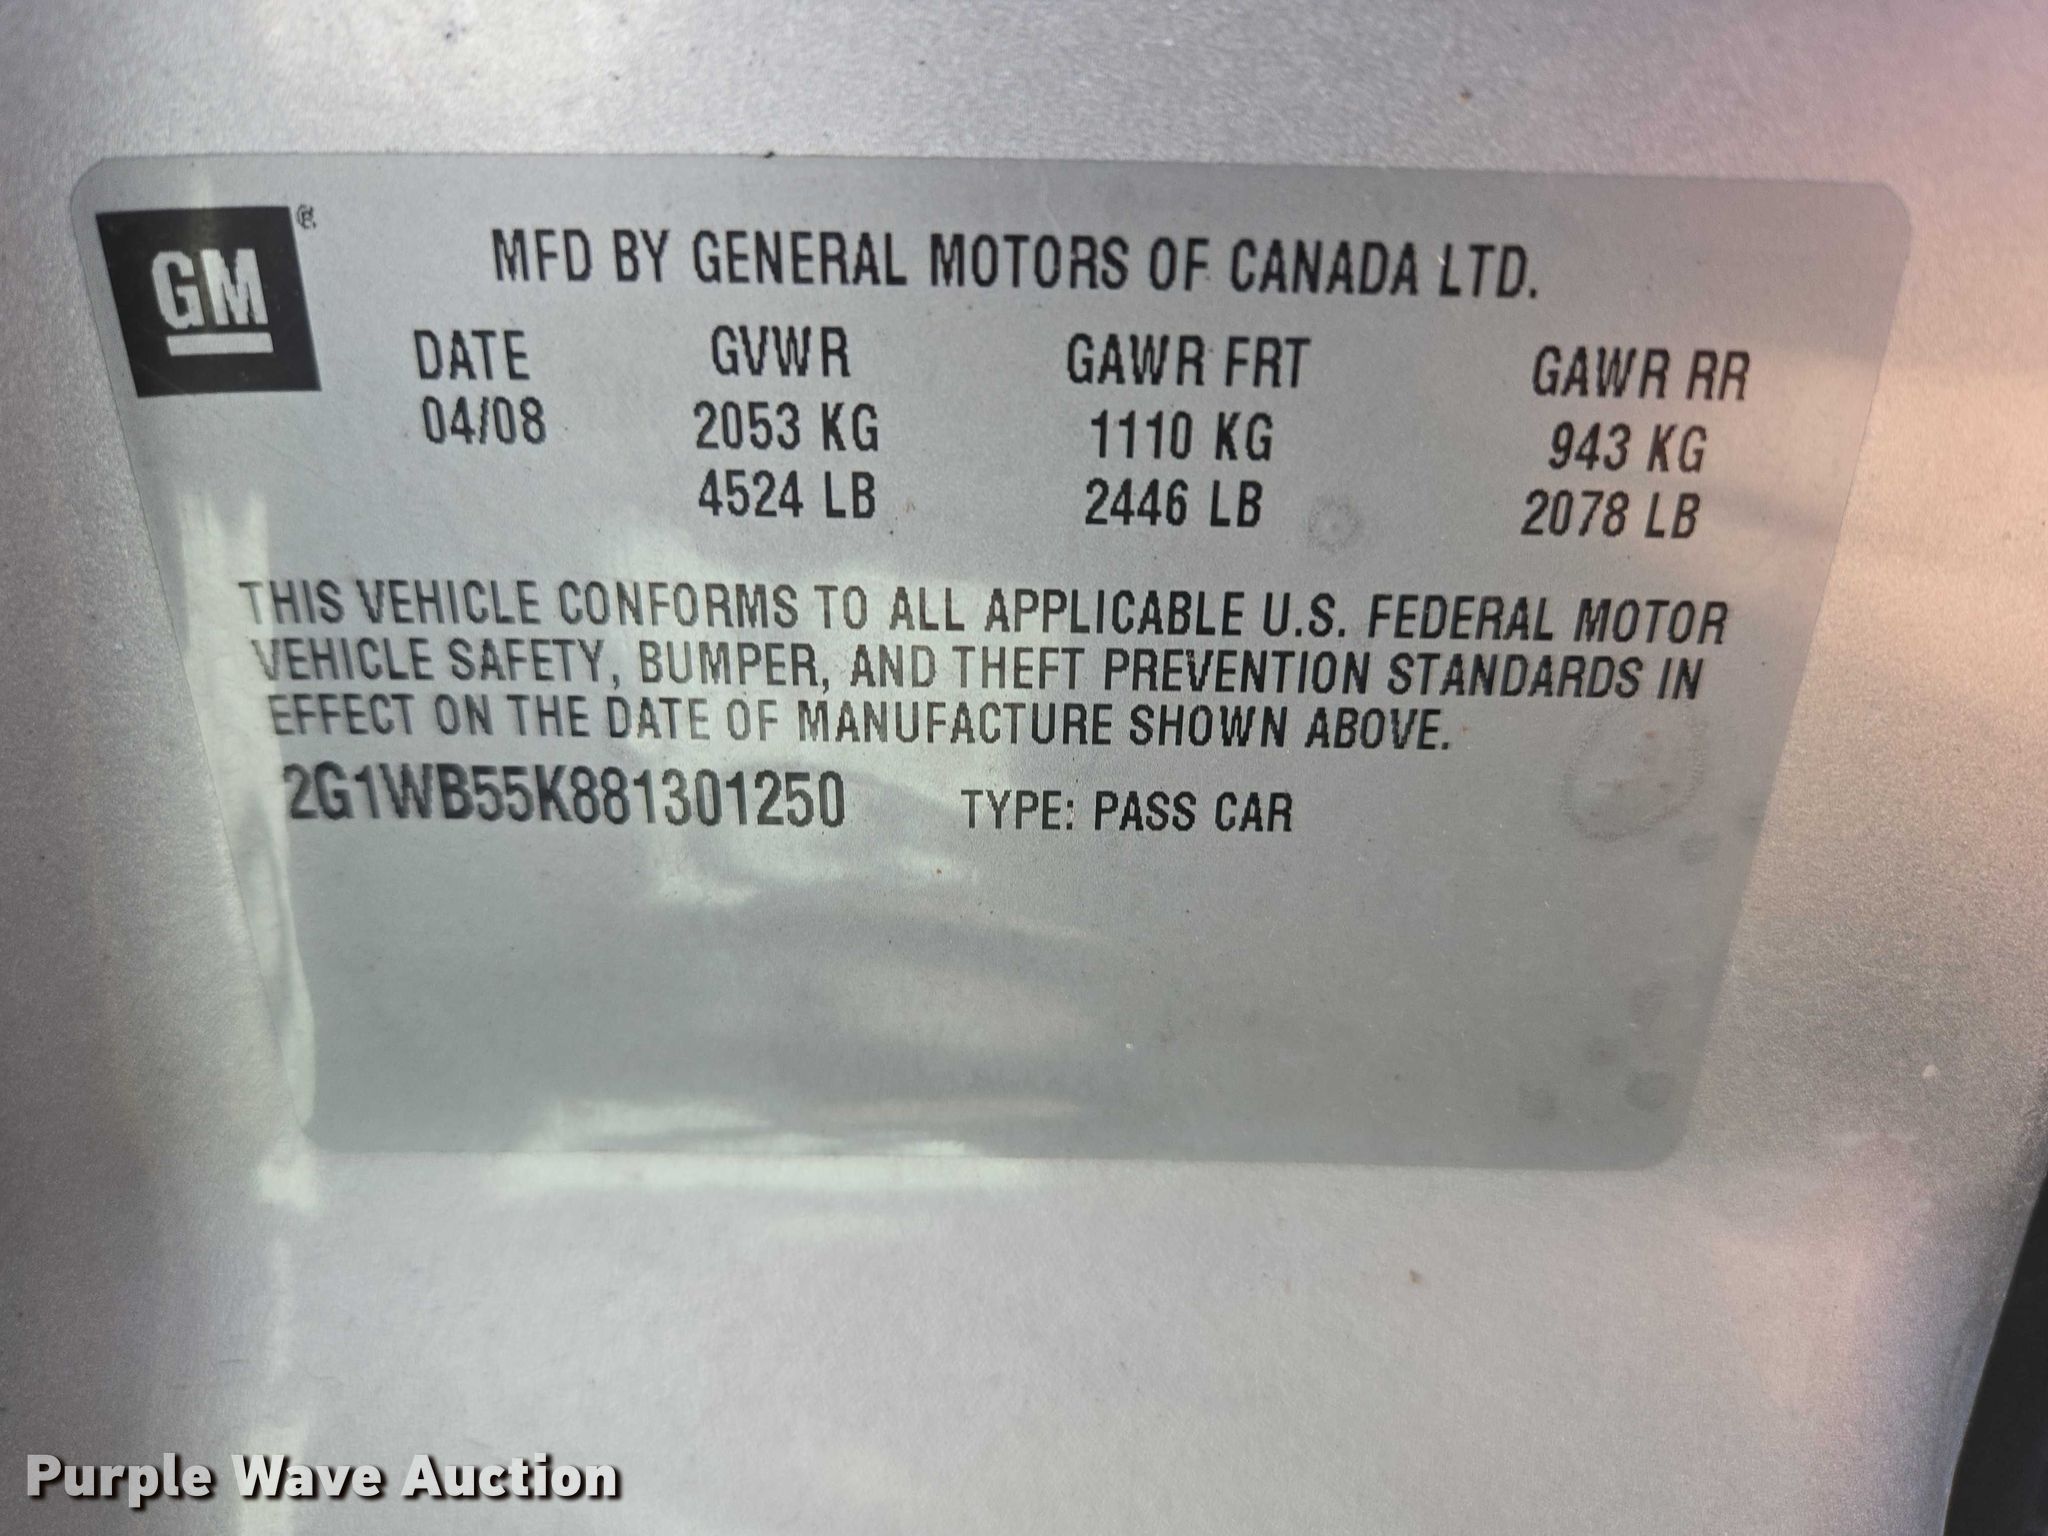 GM®
MFD BY GENERAL MOTORS OF CANADA LTD.
DATE GVWR GAWR FRT GAWR RR
04/08 2053 KG 1110 KG 943 KG
4524 LB 2446 LB 2078 LB
THIS VEHICLE CONFORMS TO ALL APPLICABLE U.S. FEDERAL MOTOR
VEHICLE SAFETY, BUMPER, AND THEFT PREVENTION STANDARDS IN
EFFECT ON THE DATE OF MANUFACTURE SHOWN ABOVE.
2G1WB55K881301250 TYPE: PASS CAR
Purple Wave Auction